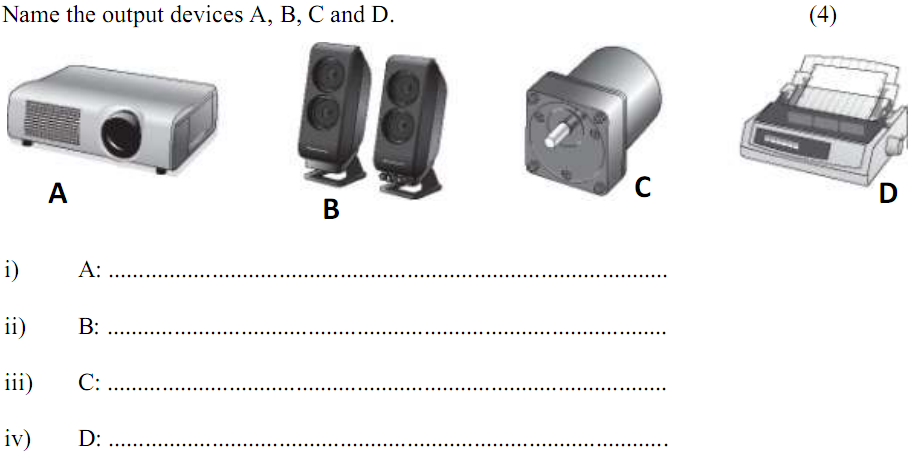 Name the output devices A, B, C and D. (4)
A
B
C
D
i) A: ................................................................................................
ii) B: ................................................................................................
iii) C: ................................................................................................
iv) D: ................................................................................................